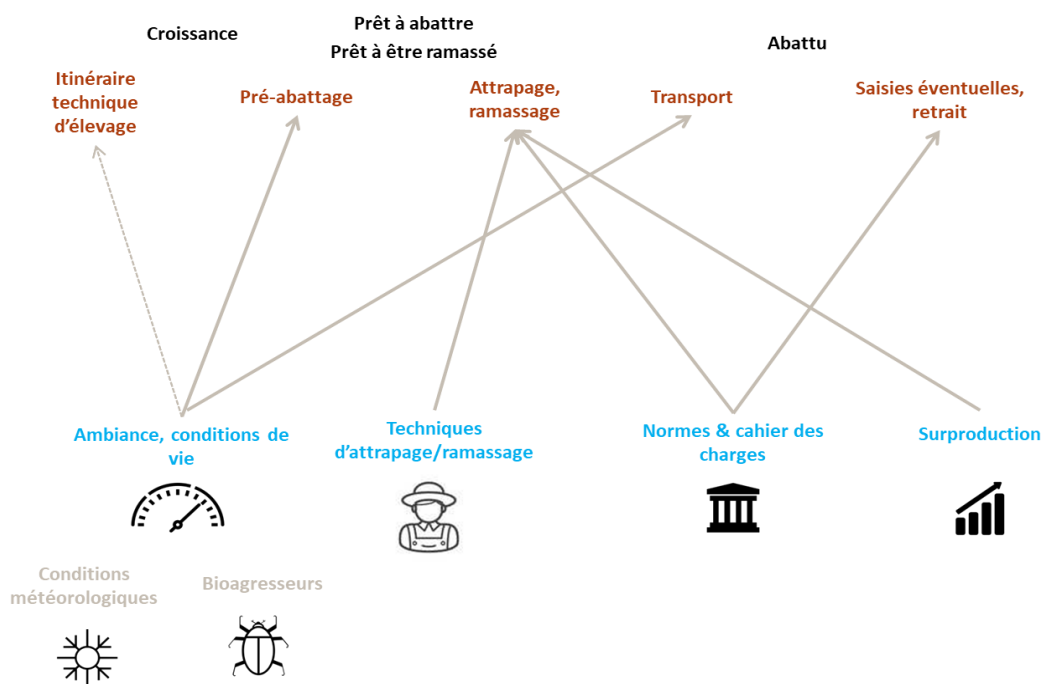 Croissance
Prêt à abattre
Prêt à être ramassé
Abattu
Itinéraire
technique
d'élevage
Pré-abattage
Attrapage,
ramassage
Transport
Saisies éventuelles,
retrait
Ambiance, conditions de
vie
Techniques
d'attrapage/ramassage
Normes & cahier des
charges
Surproduction
Conditions
météorologiques
Bioagresseurs